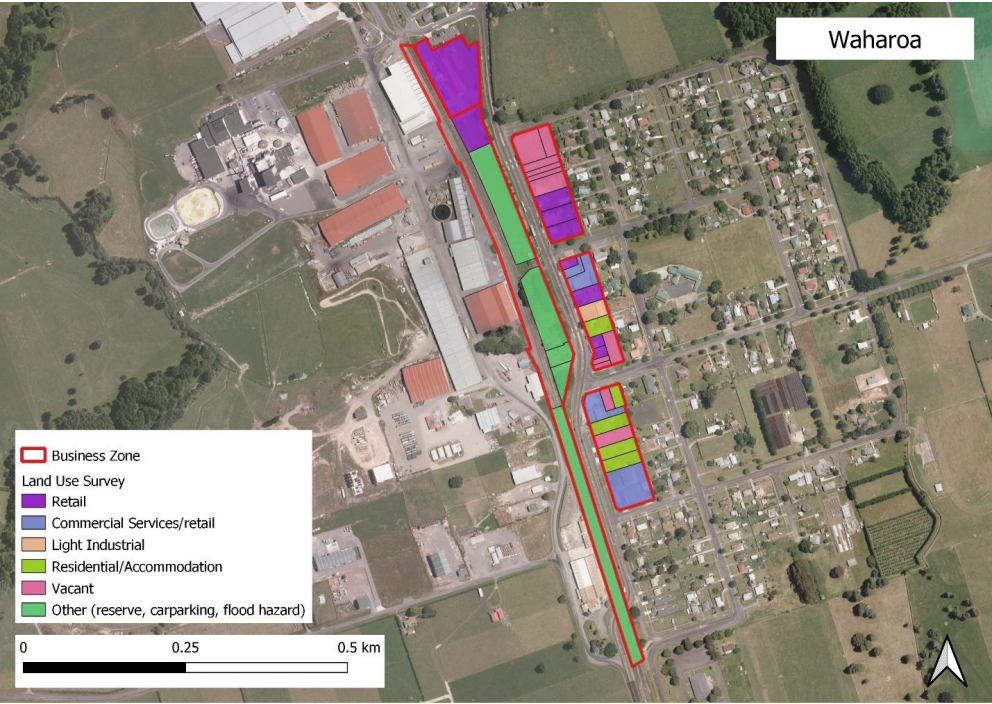 Waharoa
Business Zone
Land Use Survey
Retail
Commercial Services/retail
Light Industrial
Residential/Accommodation
Vacant
Other (reserve, carparking, flood hazard)
0 0.25 0.5 km